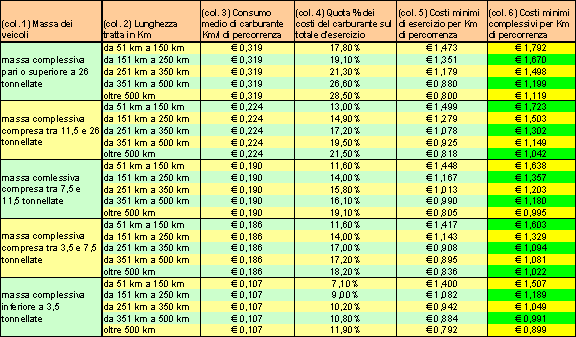 (col. 1) Massa dei veicoli | (col. 2) Lunghezza tratta in Km | (col. 3) Consumo medio di carburante Km/l di percorrenza | (col. 4) Quota % dei costi del carburante sul totale d'esercizio | (col. 5) Costi minimi di esercizio per Km di percorrenza | (col. 6) Costi minimi complessivi per Km di percorrenza
massa complessiva pari o superiore a 26 tonnellate
da 51 km a 150 km € 0,319 17,80% € 1,473 € 1,792
da 151 km a 250 km € 0,319 19,10% € 1,351 € 1,670
da 251 km a 350 km € 0,319 21,30% € 1,179 € 1,498
da 351 km a 500 km € 0,319 26,60% € 0,880 € 1,199
oltre 500 km € 0,319 28,50% € 0,800 € 1,119
massa complessiva compresa tra 11,5 e 26 tonnellate
da 51 km a 150 km € 0,224 13,00% € 1,499 € 1,723
da 151 km a 250 km € 0,224 14,90% € 1,279 € 1,503
da 251 km a 350 km € 0,224 17,20% € 1,078 € 1,302
da 351 km a 500 km € 0,224 19,50% € 0,925 € 1,149
oltre 500 km € 0,224 21,50% € 0,818 € 1,042
massa comlessiva compresa tra 7,5 e 11,5 tonnellate
da 51 km a 150 km € 0,190 11,60% € 1,448 € 1,638
da 151 km a 250 km € 0,190 14,00% € 1,167 € 1,357
da 251 km a 350 km € 0,190 15,80% € 1,013 € 1,203
da 351 km a 500 km € 0,190 16,10% € 0,990 € 1,180
oltre 500 km € 0,190 19,10% € 0,805 € 0,995
massa complessiva compresa tra 3,5 e 7,5 tonnellate
da 51 km a 150 km € 0,186 11,60% € 1,417 € 1,603
da 151 km a 250 km € 0,186 14,00% € 1,143 € 1,329
da 251 km a 350 km € 0,186 17,00% € 0,908 € 1,094
da 351 km a 500 km € 0,186 17,20% € 0,895 € 1,081
oltre 500 km € 0,186 18,20% € 0,836 € 1,022
massa complessiva inferiore a 3,5 tonnellate
da 51 km a 150 km € 0,107 7,10% € 1,400 € 1,507
da 151 km a 250 km € 0,107 9,00% € 1,082 € 1,189
da 251 km a 350 km € 0,107 10,20% € 0,942 € 1,049
da 351 km a 500 km € 0,107 10,80% € 0,884 € 0,991
oltre 500 km € 0,107 11,90% € 0,792 € 0,899